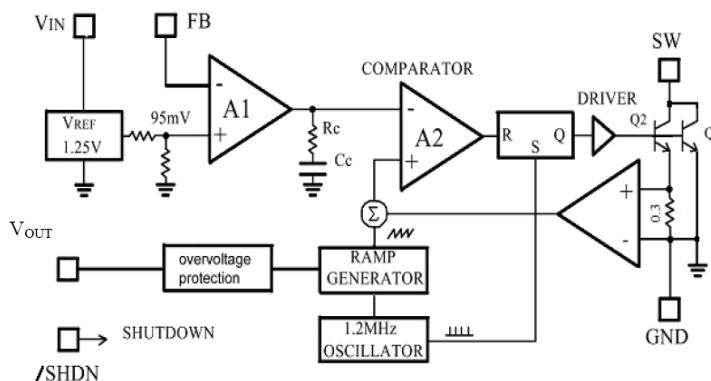 VIN
FB
SW
COMPARATOR
DRIVER
VREF
1.25V
95mV
-
+
A1
Rc
Cc
-
+
A2
R
Q
S
Q2
Q
+
-
0.3
Σ
VOUT
overvoltage
protection
RAMP
GENERATOR
SHUTDOWN
/SHDN
1.2MHz
OSCILLATOR
GND